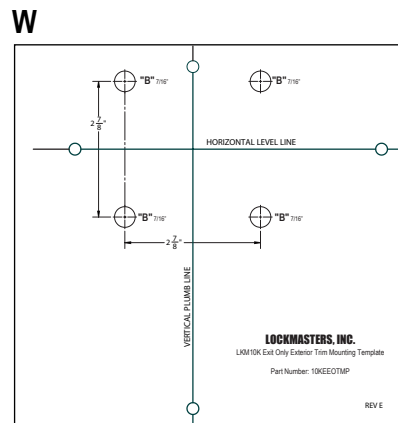 W
"B" 7/16" "B" 7/16"
2 7/8"
HORIZONTAL LEVEL LINE
"B" 7/16" "B" 7/16"
2 7/8"
VERTICAL PLUMB LINE
LOCKMASTERS, INC.
LKM10K Exit Only Exterior Trim Mounting Template
Part Number: 10KEEOTMP
REV E